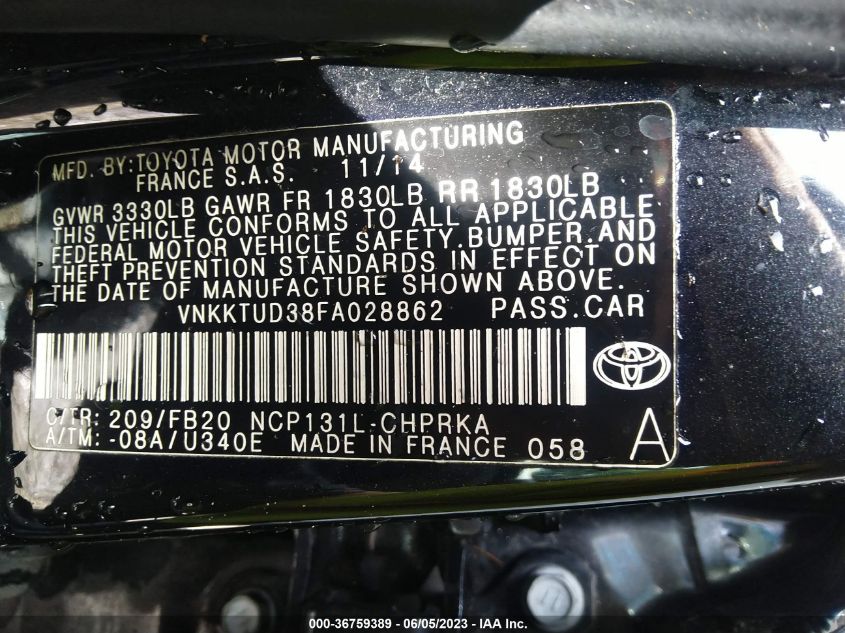 MFD. BY:TOYOTA MOTOR MANUFACTURING
FRANCE S.A.S. 11/14
GVWR 3330LB GAWR FR 1830LB RR 1830LB
THIS VEHICLE CONFORMS TO ALL APPLICABLE
FEDERAL MOTOR VEHICLE SAFETY,BUMPER,AND
THEFT PREVENTION STANDARDS IN EFFECT ON
THE DATE OF MANUFACTURE SHOWN ABOVE.
VNKKTUD38FA028862 PASS.CAR
C/TR: 209/FB20 NCP131L-CHPRKA
A/TM: -08A/U340E MADE IN FRANCE 058 A
000-36759389 - 06/05/2023 - IAA Inc.